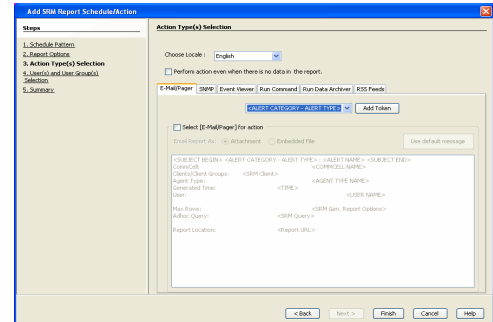 Add SRM Report Schedule/Action
Steps
1. Schedule Pattern
2. Report Options
3. Action Type(s) Selection
4. User(s) and User Group(s)
Selection
5. Summary
Action Type(s) Selection
Choose Locale : English
Perform action even when there is no data in the report.
E-Mail/Pager SNMP Event Viewer Run Command Run Data Archiver RSS Feeds
<ALERT CATEGORY - ALERT TYPE> Add Token
Select [E-Mail/Pager] for action
Email Report As: Attachment Embedded File Use default message
<SUBJECT BEGIN> <ALERT CATEGORY - ALERT TYPE> : <ALERT NAME> <SUBJECT END>
CommCell: <COMMCELL NAME>
Clients/Client Groups: <SRM Client>
Agent Type: <AGENT TYPE NAME>
Generated Time: <TIME>
User: <USER NAME>
Max Rows: <SRM Gen. Report Options>
Adhoc Query: <SRM Query>
Report Location: <Report URL>
< Back Next > Finish Cancel Help